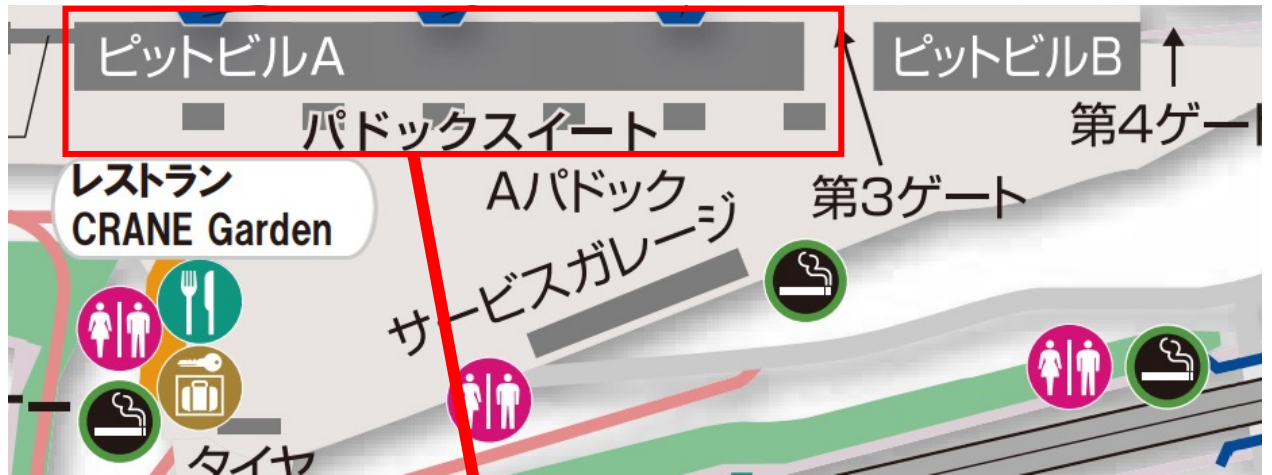 ピットビルA
ピットビルB
パドックスイート
第4ゲート
レストラン
CRANE Garden
Aパドック
第3ゲート
サービスガレージ
タイヤ